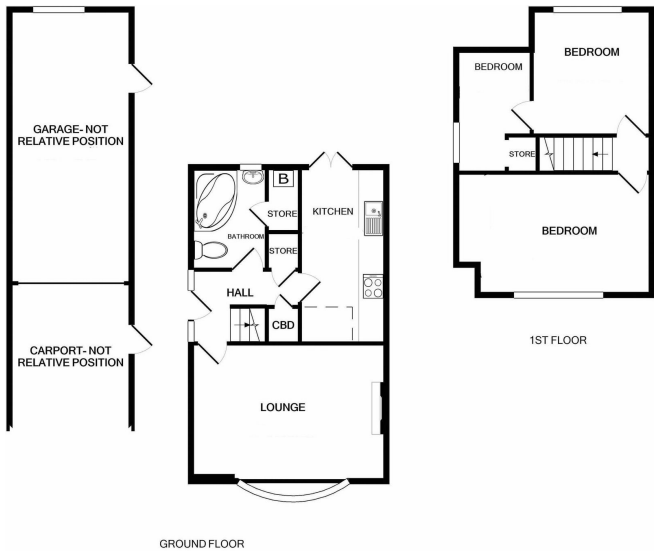 GARAGE- NOT
RELATIVE POSITION
CARPORT- NOT
RELATIVE POSITION
B
STORE
KITCHEN
BATHROOM
STORE
HALL
CBD
LOUNGE
GROUND FLOOR
BEDROOM
BEDROOM
STORE
BEDROOM
1ST FLOOR